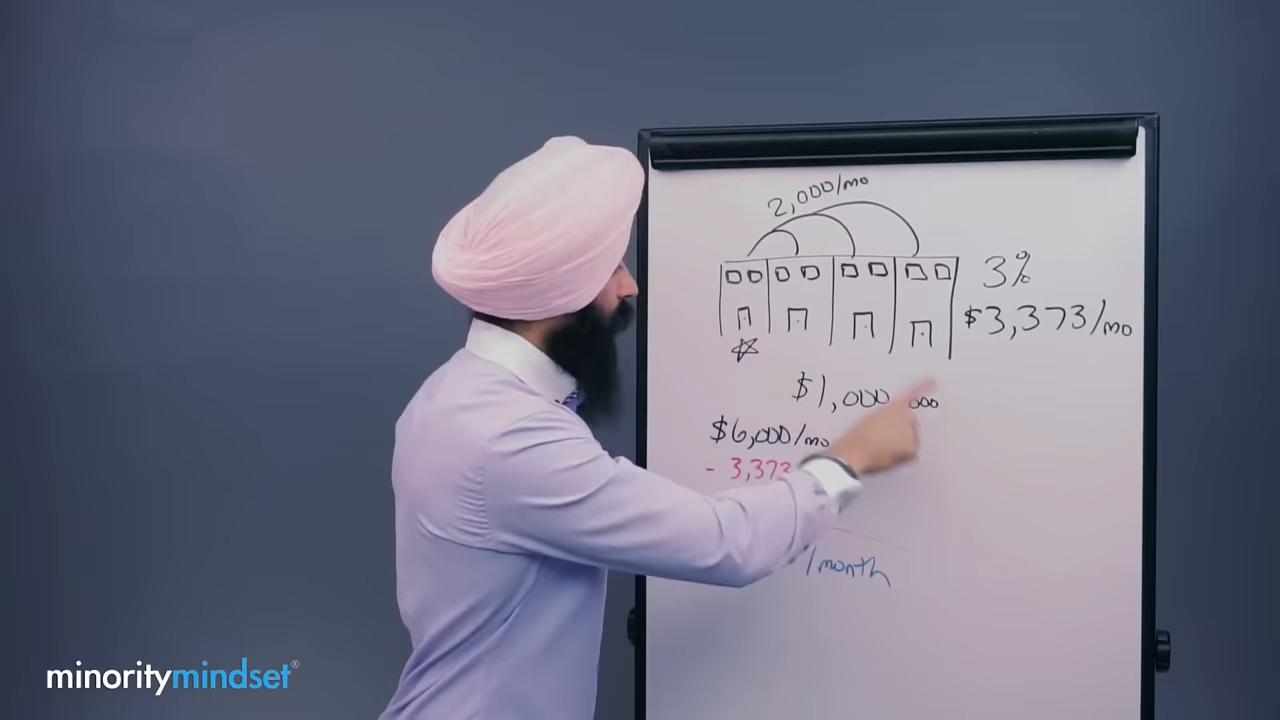 2,000/mo
3%
$3,373/mo
$1,000 000
$6,000/mo
- 3,373
/month
minoritymindset®